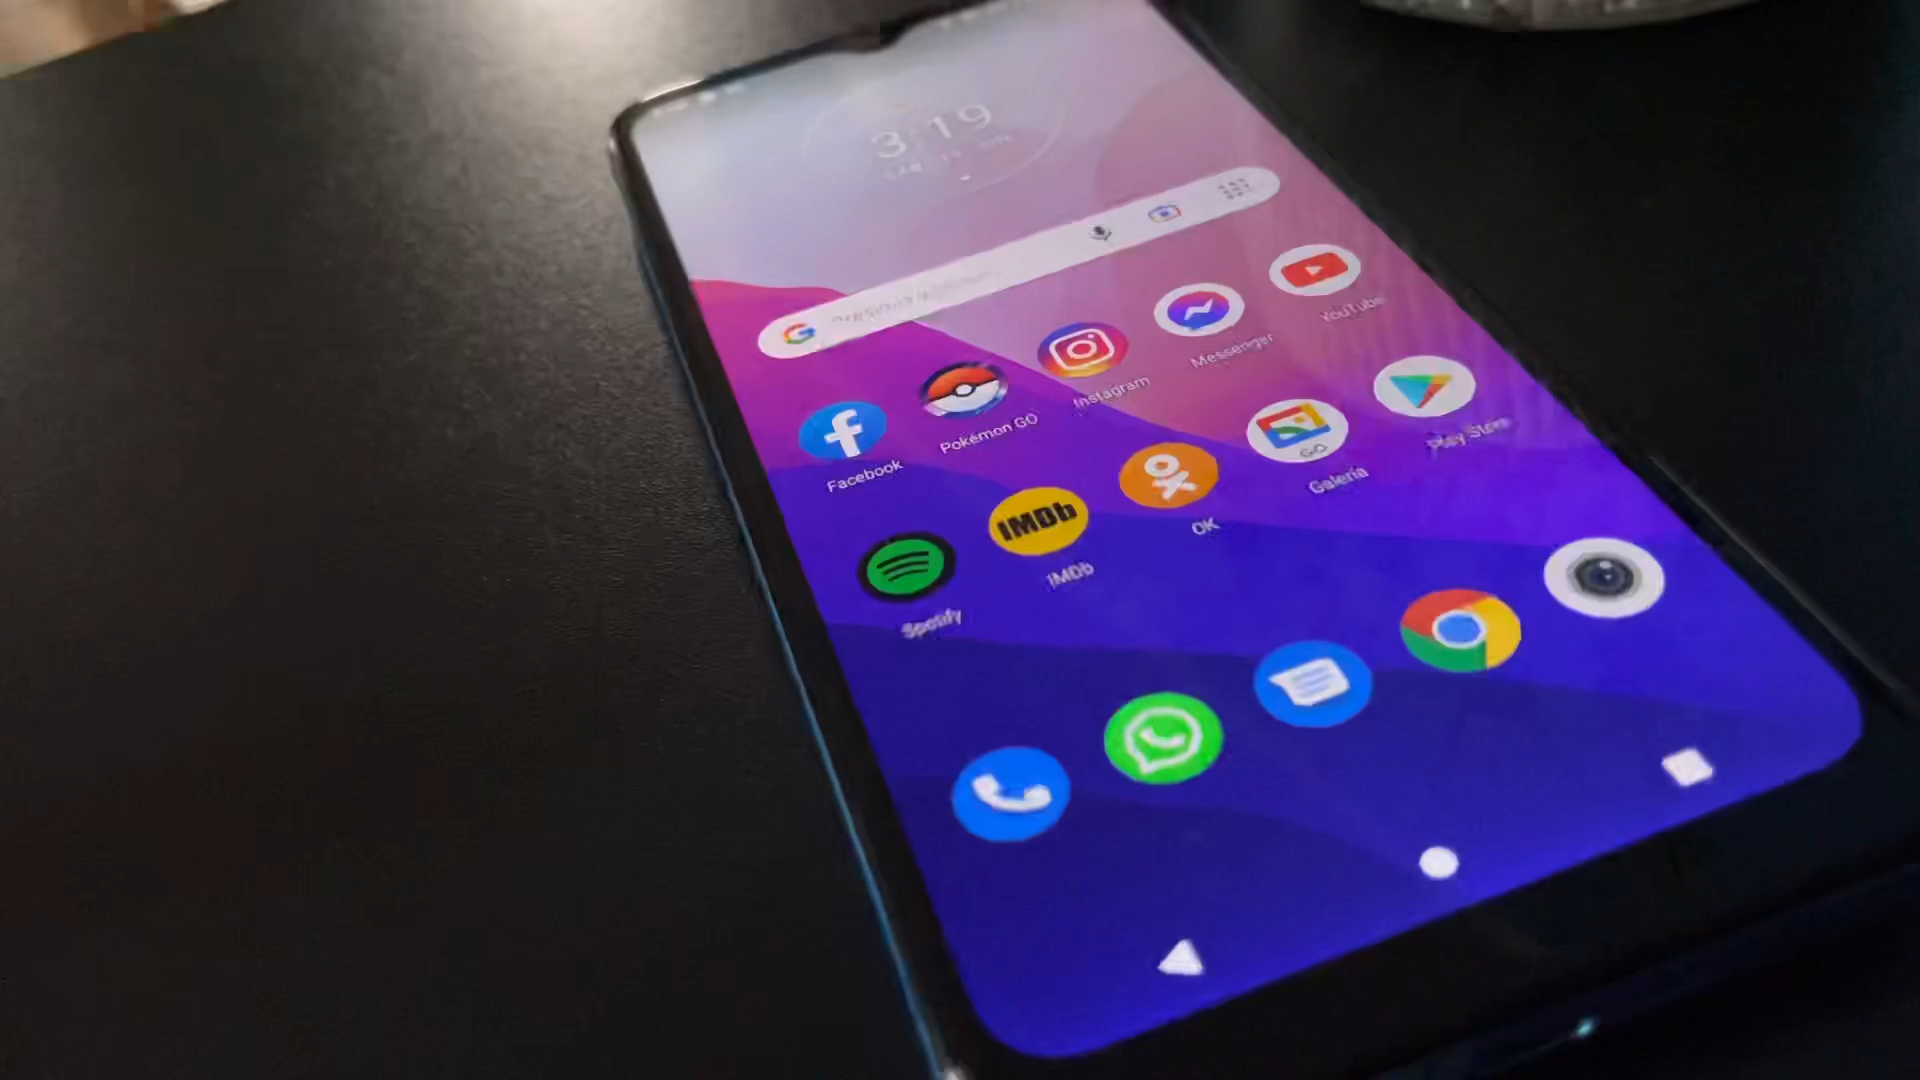 3:19
Facebook
Pokémon GO
Instagram
Messenger
YouTube
Spotify
IMDb
IMDb
OK
GO
Galería
Play Store